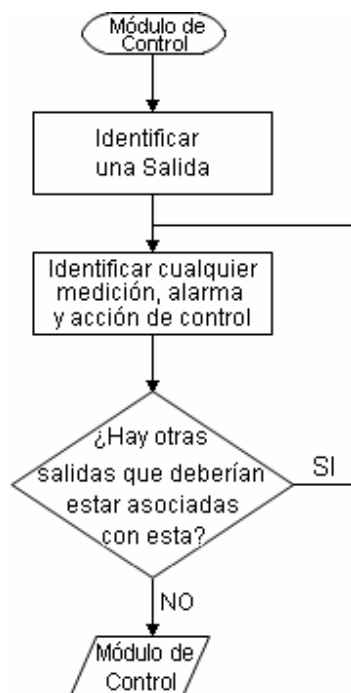 Módulo de
Control
Identificar
una Salida
Identificar cualquier
medición, alarma
y acción de control
¿Hay otras
salidas que deberían
estar asociadas
con esta?
SI
NO
Módulo de
Control